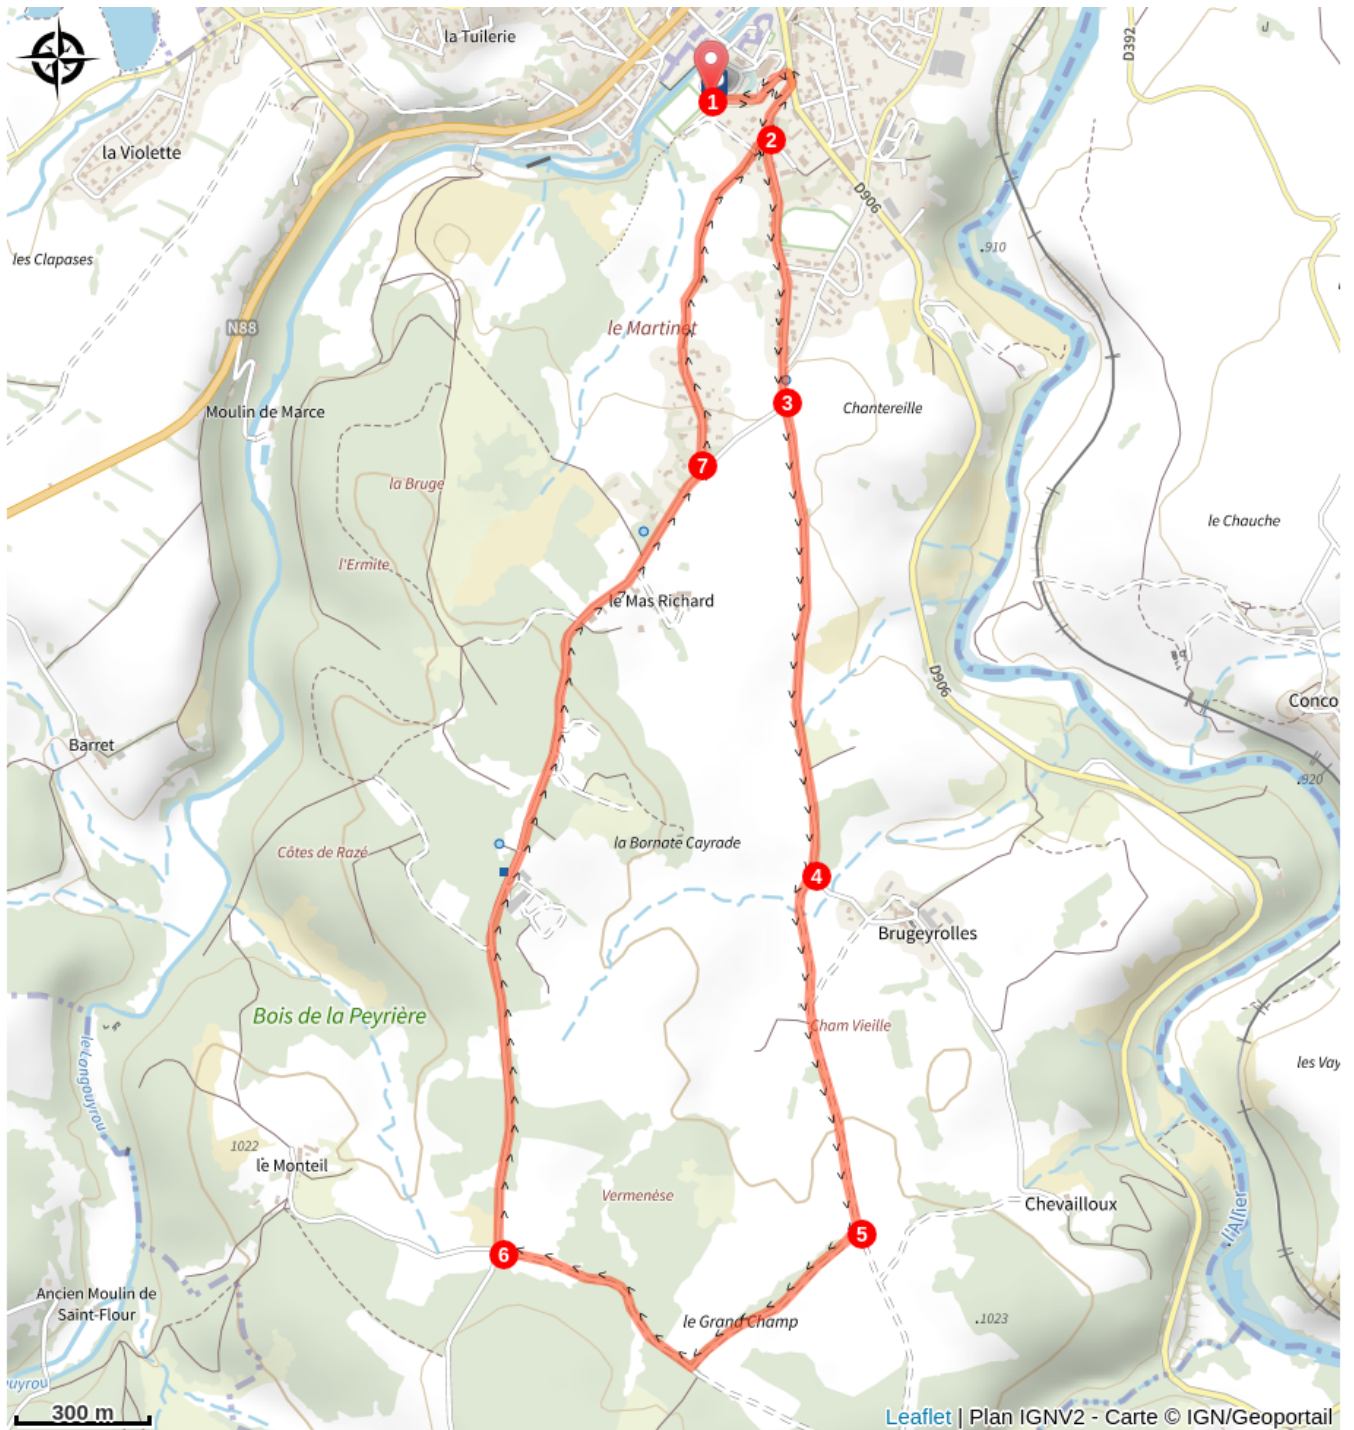 la Tuilerie
D392
1
2
la Violette
D906
910
les Clapases
N88
le Martinet
Moulin de Marce
3
Chantereille
7
la Bruge
le Chauche
l'Ermite
le Mas Richard
D906
Conco
Barret
920
Côtes de Razé
la Bornate Cayrade
4
Brugeyrolles
Bois de la Peyrière
Cham Vieille
le Langouyrou
les Vay
1022
le Monteil
Vermenése
Chevailloux
l'Allier
5
6
Ancien Moulin de
Saint-Flour
le Grand Champ
1023
uyrou
300 m
Leaflet | Plan IGNV2 - Carte © IGN/Geoportail